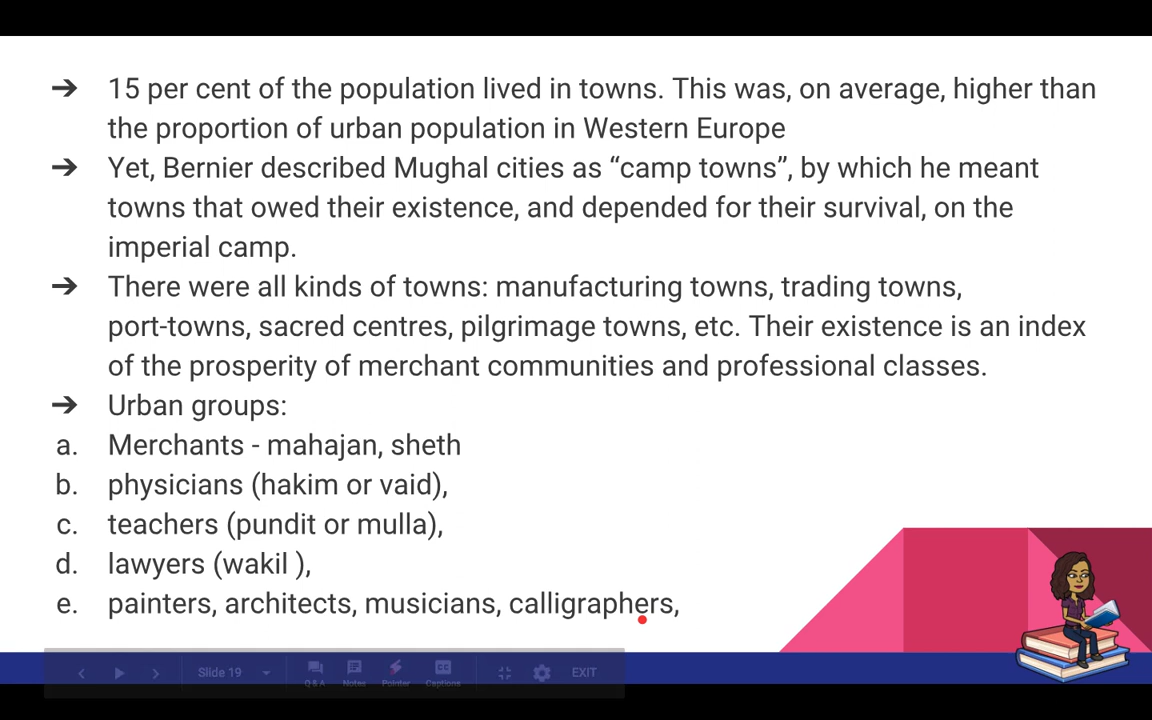 ➔ 15 per cent of the population lived in towns. This was, on average, higher than
the proportion of urban population in Western Europe
➔ Yet, Bernier described Mughal cities as “camp towns”, by which he meant
towns that owed their existence, and depended for their survival, on the
imperial camp.
➔ There were all kinds of towns: manufacturing towns, trading towns,
port-towns, sacred centres, pilgrimage towns, etc. Their existence is an index
of the prosperity of merchant communities and professional classes.
➔ Urban groups:
a. Merchants - mahajan, sheth
b. physicians (hakim or vaid),
c. teachers (pundit or mulla),
d. lawyers (wakil ),
e. painters, architects, musicians, calligraphers,
Slide 19 Q & A Notes Pointer CC Captions EXIT